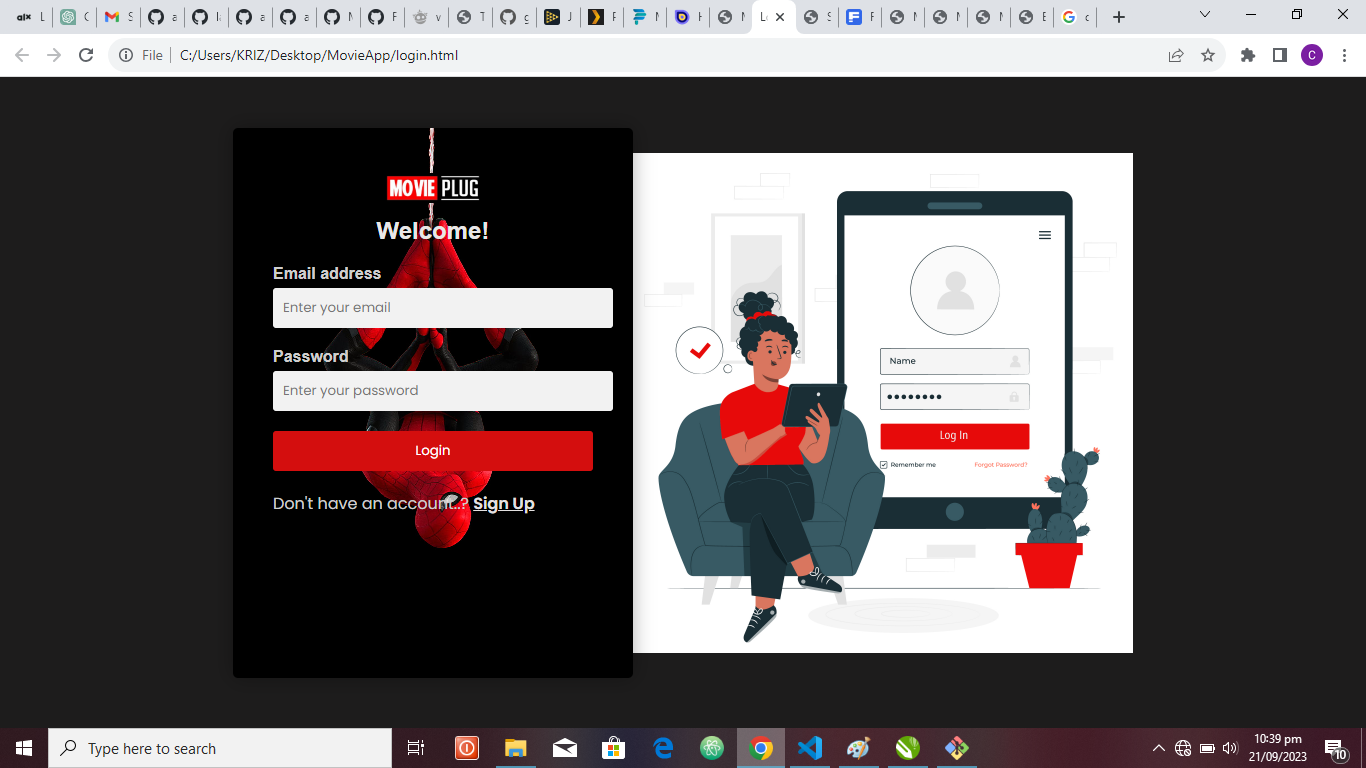 File C:/Users/KRIZ/Desktop/MovieApp/login.html
C
MOVIE PLUG
Welcome!
Email address
Enter your email
Password
Enter your password
Login
Don't have an account..? Sign Up
Name
Log In
Remember me Forgot Password?
Type here to search
10:39 pm
21/09/2023
10